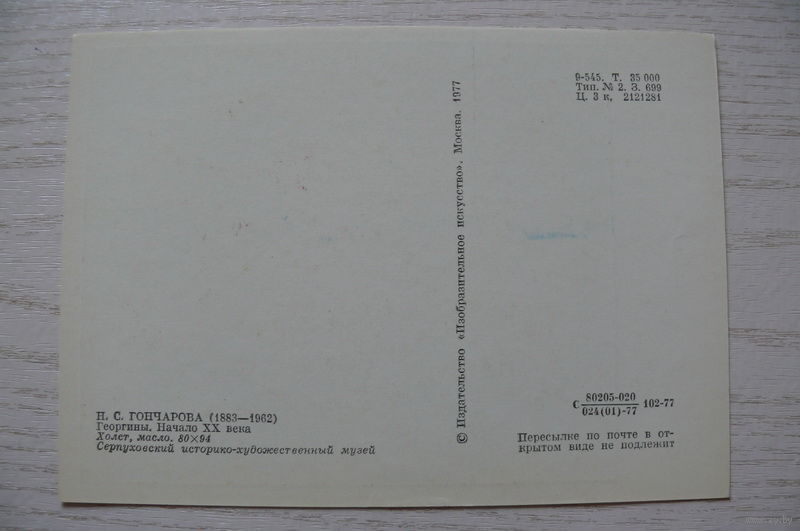 9-545. Т. 35 000
Тип. № 2. З. 699
Ц. 3 к. 2121281
© Издательство «Изобразительное искусство». Москва. 1977
Н. С. ГОНЧАРОВА (1883—1962)
Георгины. Начало XX века
Холст, масло. 80×94
Серпуховский историко-художественный музей
80205-020
С 102-77
024(01)-77
Пересылке по почте в от-
крытом виде не подлежит